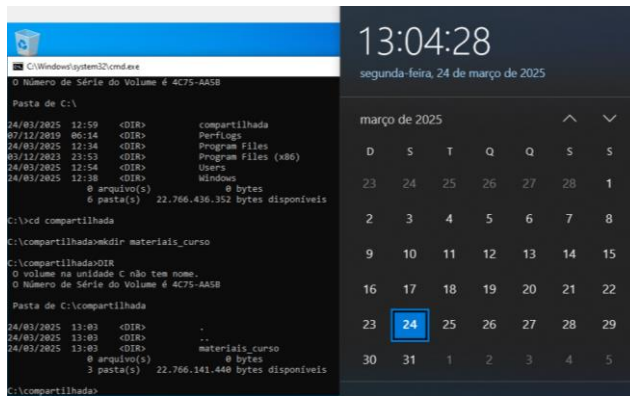 C:\Windows\system32\cmd.exe
O Número de Série do Volume é 4C75-AA5B
Pasta de C:\
24/03/2025 12:59 <DIR> compartilhada
07/12/2019 06:14 <DIR> PerfLogs
24/03/2025 12:34 <DIR> Program Files
03/12/2023 23:53 <DIR> Program Files (x86)
24/03/2025 12:54 <DIR> Users
24/03/2025 12:38 <DIR> Windows
0 arquivo(s) 0 bytes
6 pasta(s) 22.766.436.352 bytes disponíveis
C:\>cd compartilhada
C:\compartilhada>mkdir materiais_curso
C:\compartilhada>DIR
O volume na unidade C não tem nome.
O Número de Série do Volume é 4C75-AA5B
Pasta de C:\compartilhada
24/03/2025 13:03 <DIR> .
24/03/2025 13:03 <DIR> ..
24/03/2025 13:03 <DIR> materiais_curso
0 arquivo(s) 0 bytes
3 pasta(s) 22.766.141.440 bytes disponíveis
C:\compartilhada>
13:04:28
segunda-feira, 24 de março de 2025
março de 2025
D S T Q Q S S
23 24 25 26 27 28 1
2 3 4 5 6 7 8
9 10 11 12 13 14 15
16 17 18 19 20 21 22
23 24 25 26 27 28 29
30 31 1 2 3 4 5